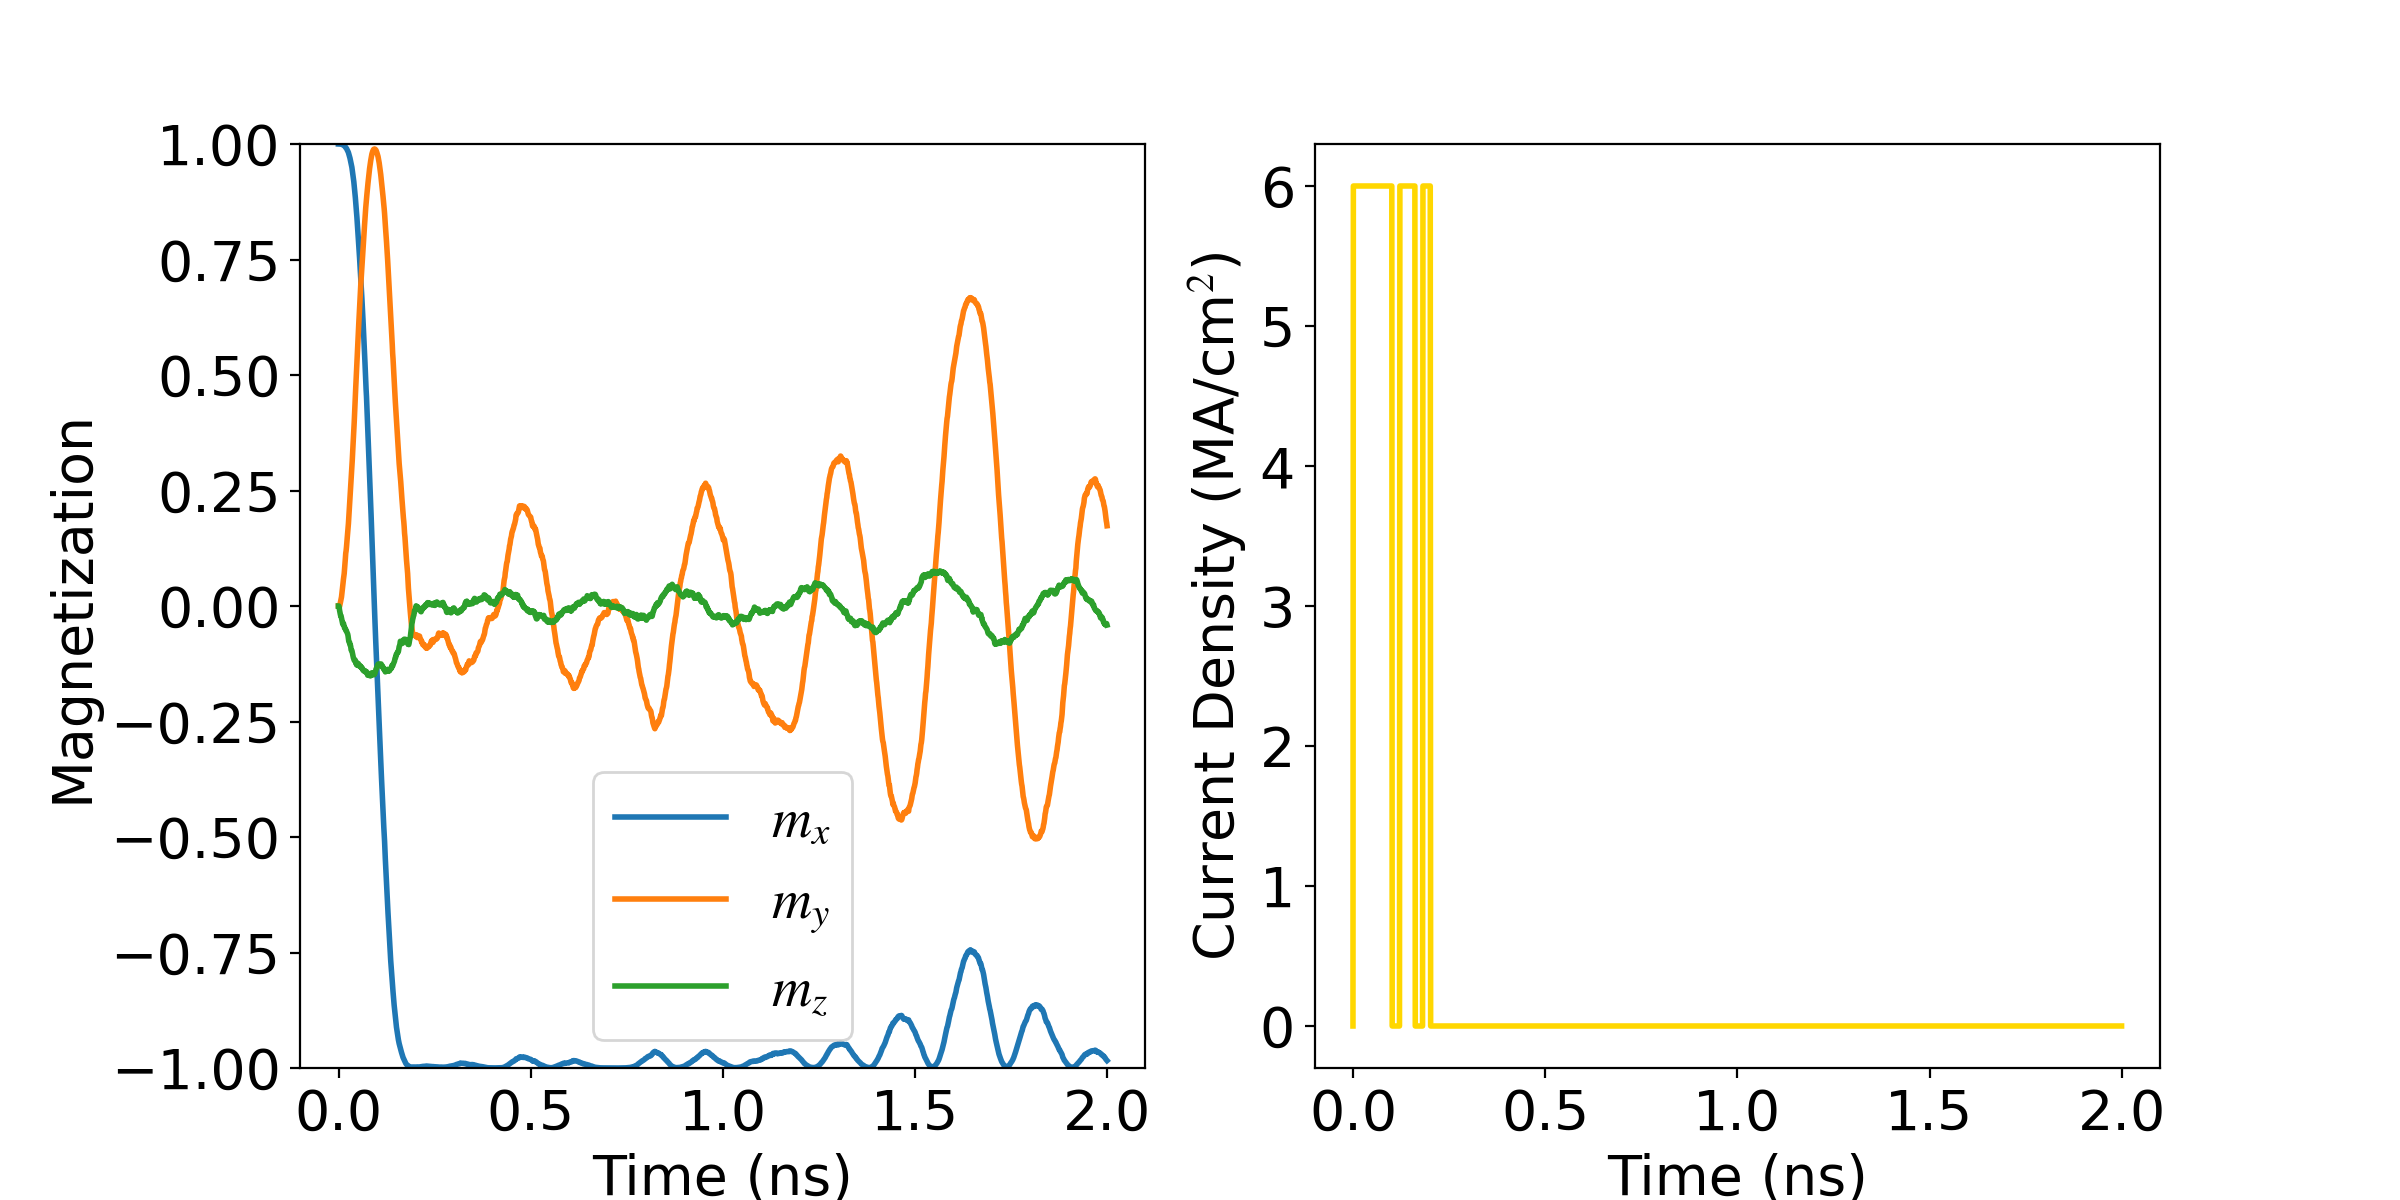 1.00
0.75
0.50
0.25
0.00
−0.25
−0.50
−0.75
−1.00
Magnetization
0.0 0.5 1.0 1.5 2.0
Time (ns)
m_x
m_y
m_z
6
5
4
3
2
1
0
Current Density (MA/cm²)
0.0 0.5 1.0 1.5 2.0
Time (ns)